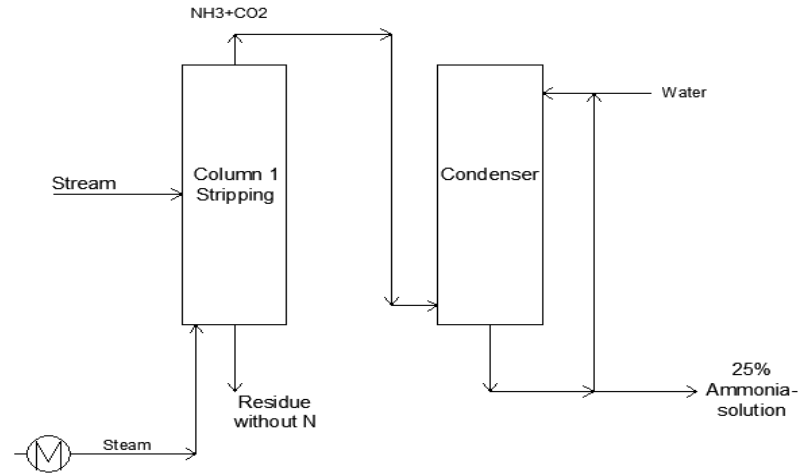 NH3+CO2
Water
Column 1
Stripping
Condenser
Stream
25%
Ammonia-
solution
Residue
without N
Steam